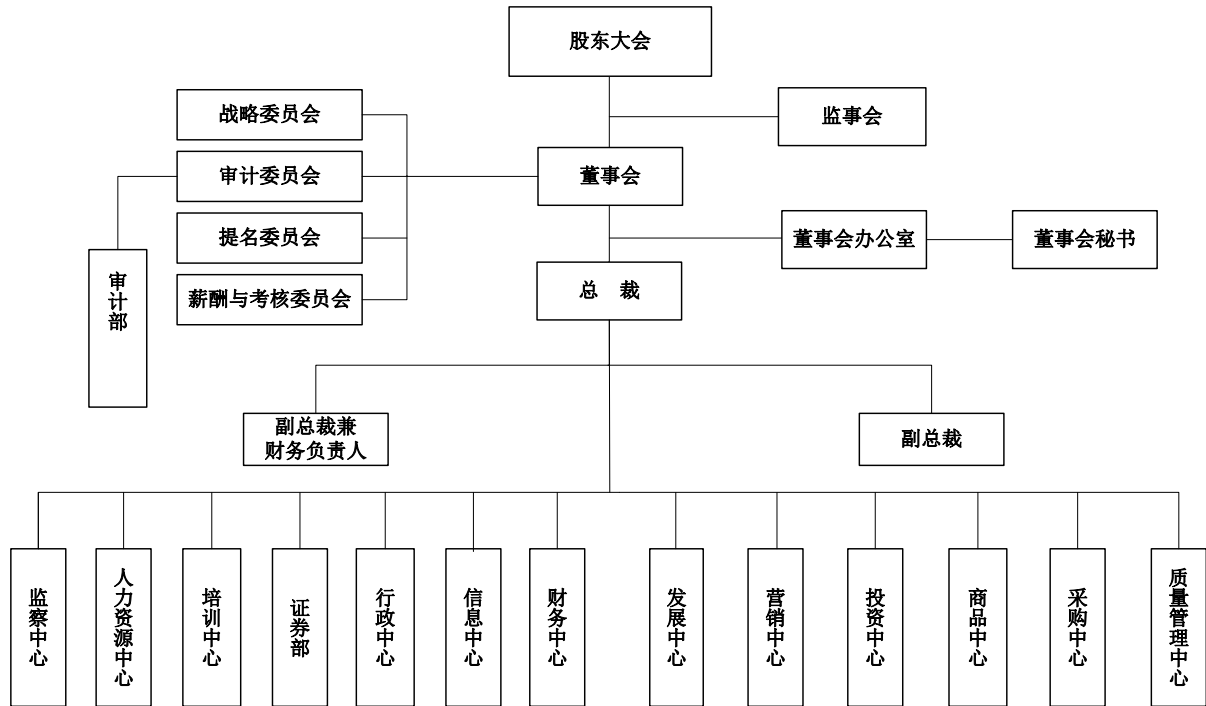 股东大会
战略委员会
监事会
审计委员会
董事会
提名委员会
董事会办公室
董事会秘书
审计部
薪酬与考核委员会
总 裁
副总裁兼
财务负责人
副总裁
监察中心
人力资源中心
培训中心
证券部
行政中心
信息中心
财务中心
发展中心
营销中心
投资中心
商品中心
采购中心
质量管理中心